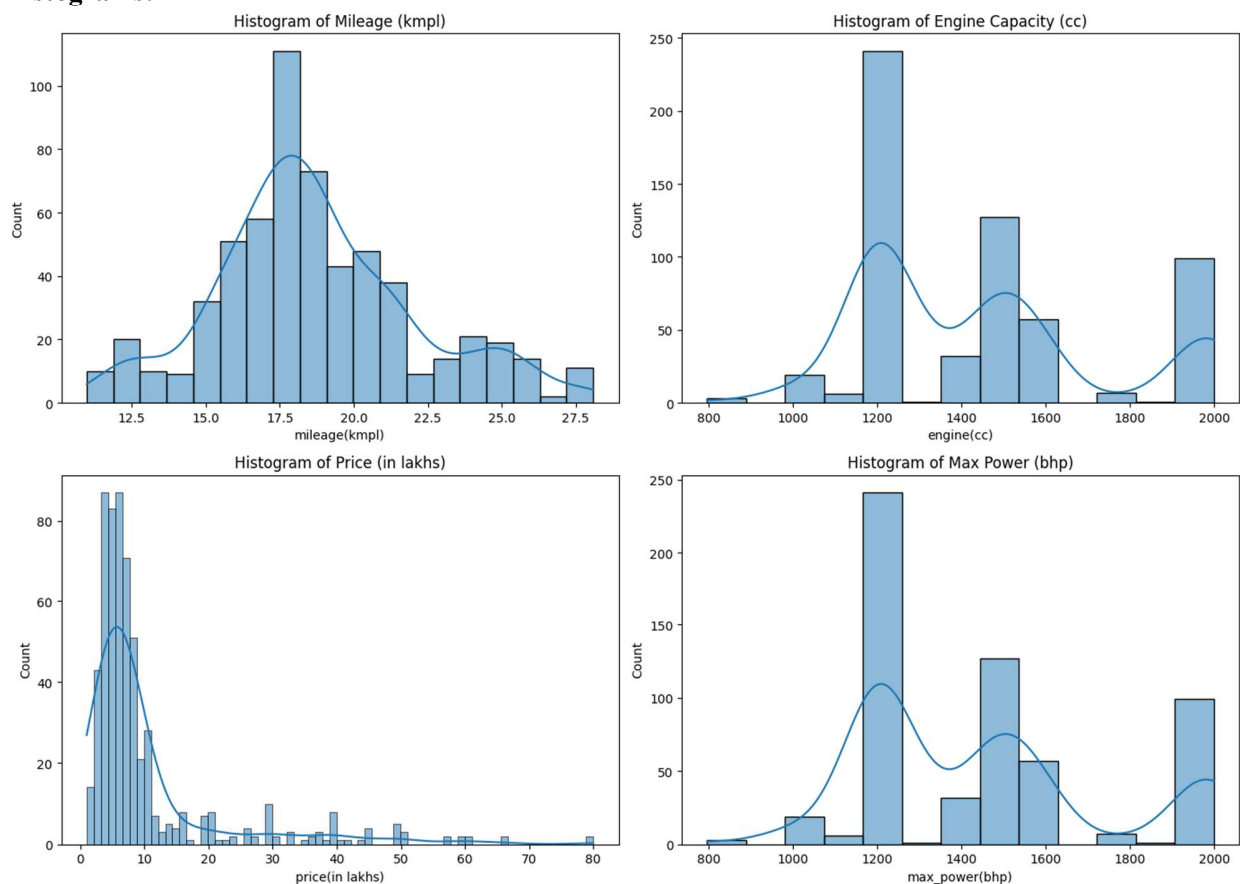 Histogram of Mileage (kmpl)
100
80
60
40
20
0
Count
12.5 15.0 17.5 20.0 22.5 25.0 27.5
mileage(kmpl)
Histogram of Engine Capacity (cc)
250
200
150
100
50
0
Count
800 1000 1200 1400 1600 1800 2000
engine(cc)
Histogram of Price (in lakhs)
80
60
40
20
0
Count
0 10 20 30 40 50 60 70 80
price(in lakhs)
Histogram of Max Power (bhp)
250
200
150
100
50
0
Count
800 1000 1200 1400 1600 1800 2000
max_power(bhp)